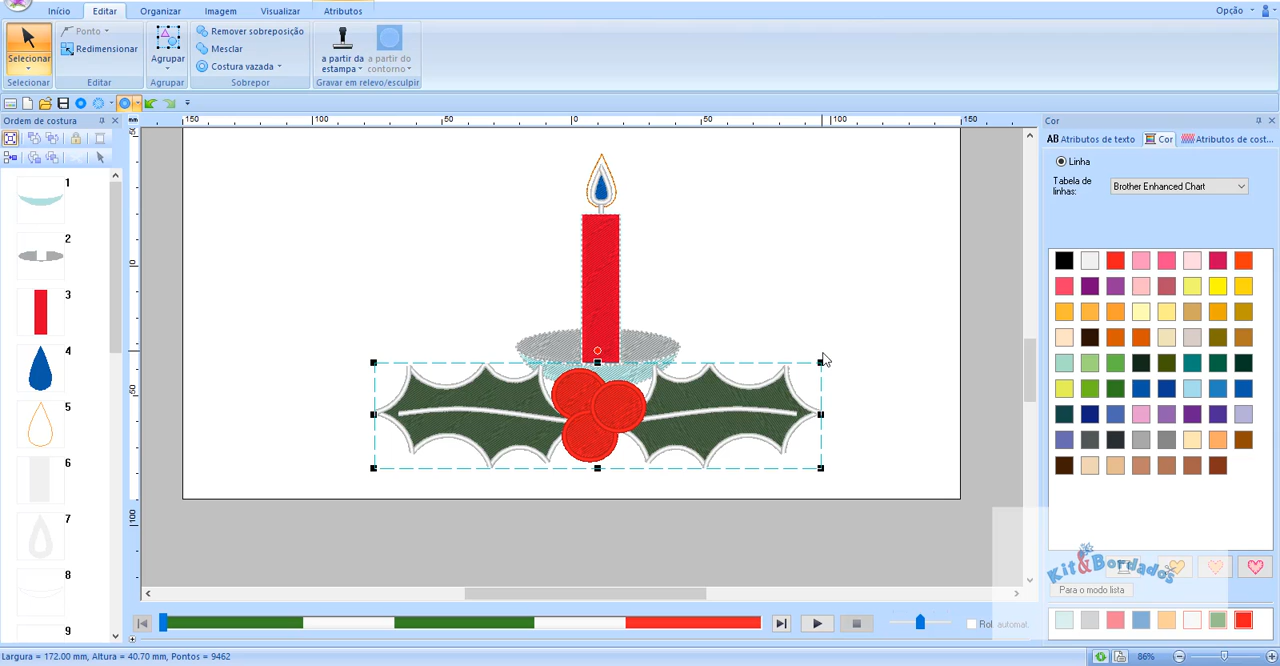 Início Editar Organizar Imagem Visualizar Atributos Opção
Selecionar
Ponto
Redimensionar
Agrupar
Remover sobreposição
Mesclar
Costura vazada
a partir da estampa
a partir do contorno
Selecionar Editar Agrupar Sobrepor Gravar em relevo/esculpir
Ordem de costura
1
2
3
4
5
6
7
8
9
mm
150 100 50 0 50 100 150
50
0
50
100
Cor
AB Atributos de texto Cor Atributos de cost...
Linha
Tabela de linhas:
Brother Enhanced Chart
Kit&Bordados
Para o modo lista
Rol. automat.
Largura = 172.00 mm, Altura = 40.70 mm, Pontos = 9462
86%